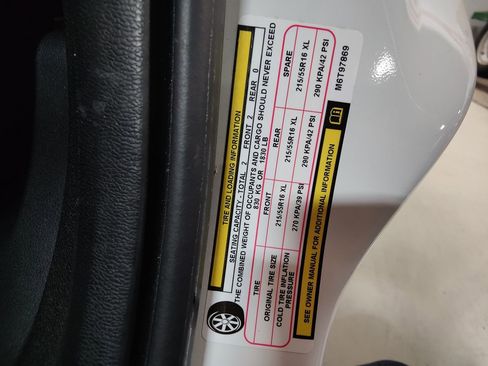 TIRE AND LOADING INFORMATION
SEATING CAPACITY - TOTAL 2 FRONT 2 REAR 0
THE COMBINED WEIGHT OF OCCUPANTS AND CARGO SHOULD NEVER EXCEED
830 KG OR 1830 LB
TIRE FRONT REAR SPARE
ORIGINAL TIRE SIZE 215/55R16 XL 215/55R16 XL 215/55R16 XL
COLD TIRE INFLATION PRESSURE 270 KPA/39 PSI 290 KPA/42 PSI 290 KPA/42 PSI
SEE OWNER MANUAL FOR ADDITIONAL INFORMATION
M6T97869